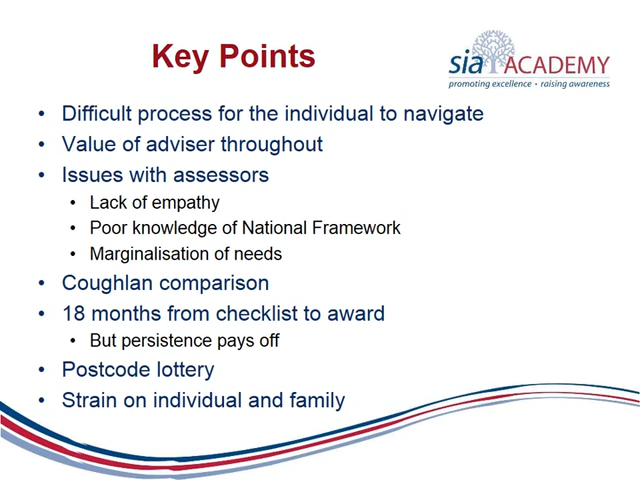 Key Points
sia ACADEMY
promoting excellence • raising awareness
• Difficult process for the individual to navigate
• Value of adviser throughout
• Issues with assessors
• Lack of empathy
• Poor knowledge of National Framework
• Marginalisation of needs
• Coughlan comparison
• 18 months from checklist to award
• But persistence pays off
• Postcode lottery
• Strain on individual and family